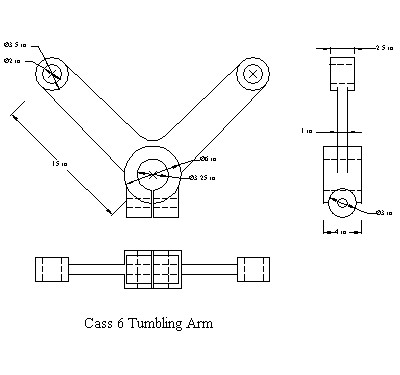 Ø3.5 in
Ø2 in
2.5 in
1 in
15 in
Ø6 in
Ø3.25 in
Ø3 in
4 in
Cass 6 Tumbling Arm